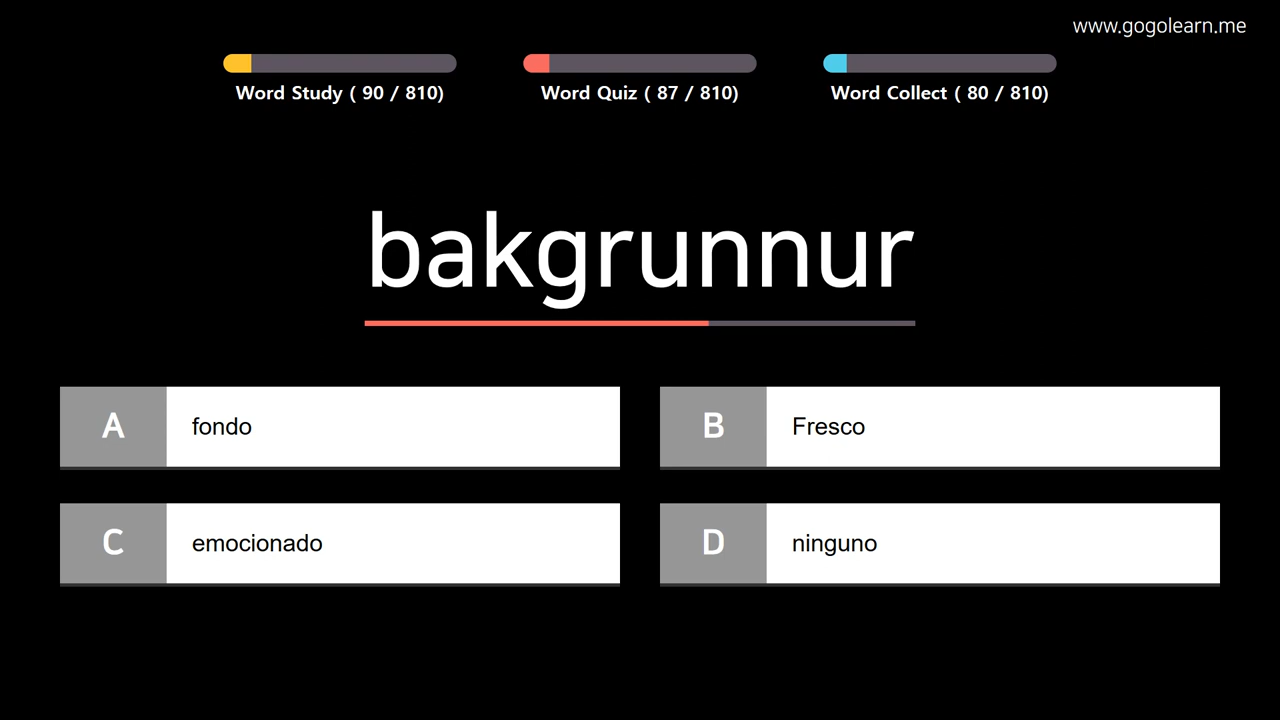 www.gogolearn.me
Word Study ( 90 / 810)
Word Quiz ( 87 / 810)
Word Collect ( 80 / 810)
bakgrunnur
A fondo
B Fresco
C emocionado
D ninguno